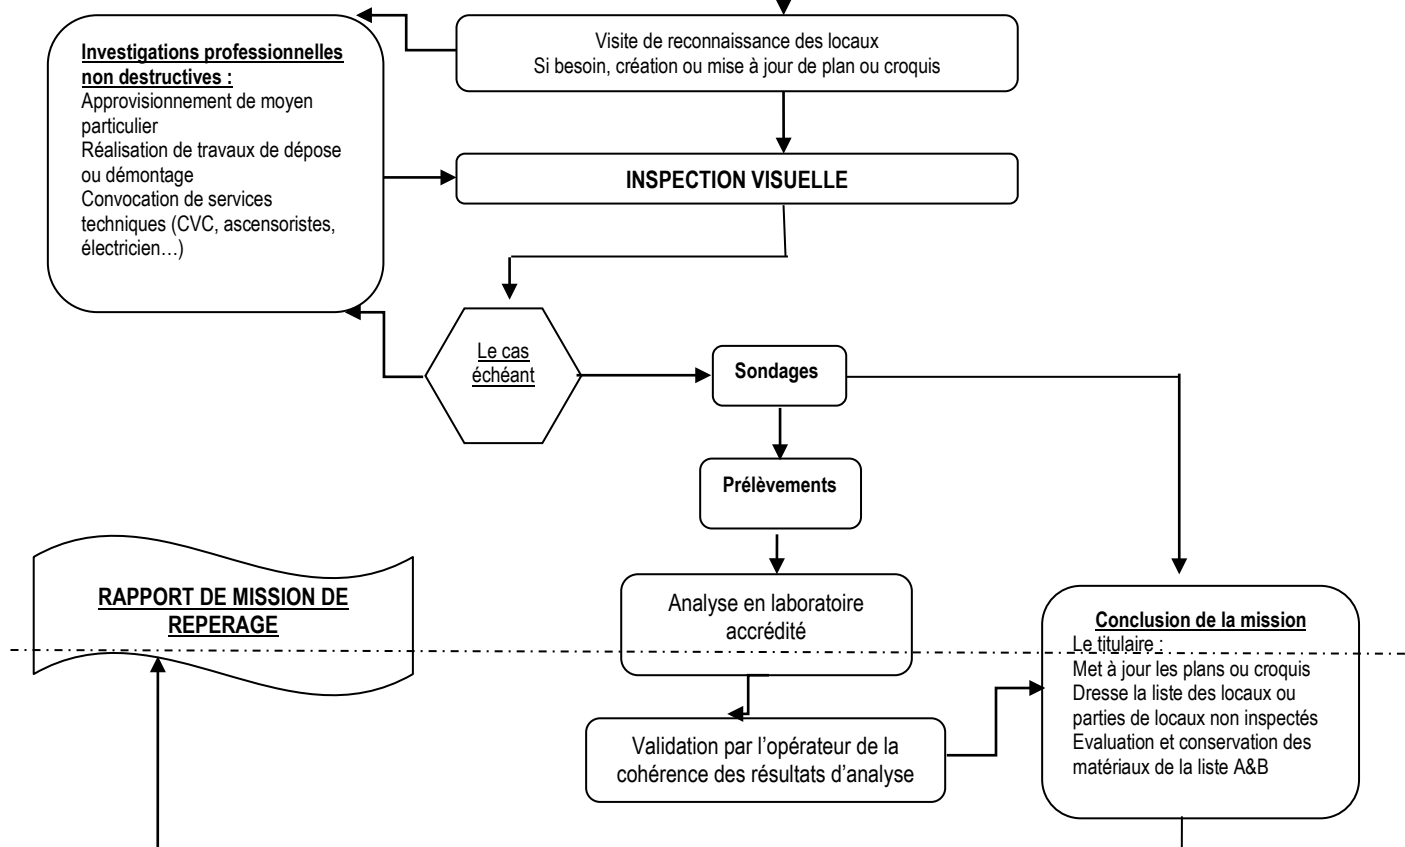 Visite de reconnaissance des locaux
Si besoin, création ou mise à jour de plan ou croquis
Investigations professionnelles
non destructives :
Approvisionnement de moyen
particulier
Réalisation de travaux de dépose
ou démontage
Convocation de services
techniques (CVC, ascensoristes,
électricien…)
INSPECTION VISUELLE
Le cas
échéant
Sondages
Prélèvements
RAPPORT DE MISSION DE
REPERAGE
Analyse en laboratoire
accrédité
Validation par l’opérateur de la
cohérence des résultats d’analyse
Conclusion de la mission
Le titulaire :
Met à jour les plans ou croquis
Dresse la liste des locaux ou
parties de locaux non inspectés
Evaluation et conservation des
matériaux de la liste A&B